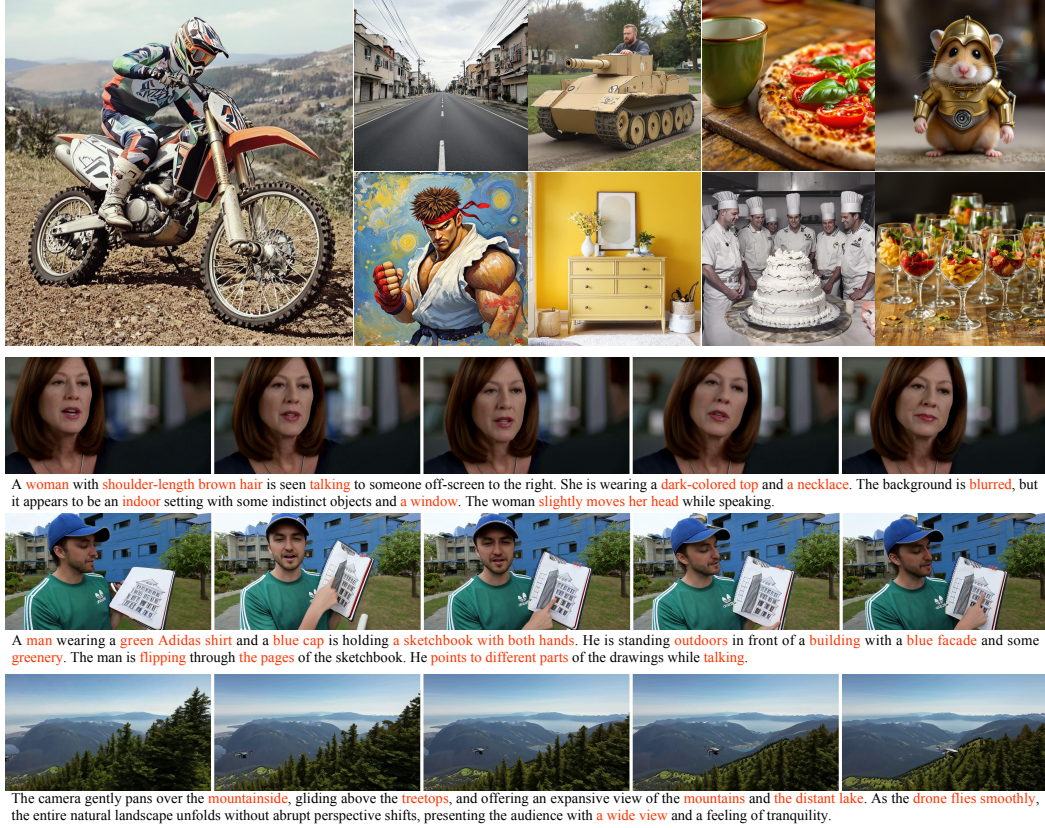 A woman with shoulder-length brown hair is seen talking to someone off-screen to the right. She is wearing a dark-colored top and a necklace. The background is blurred, but
it appears to be an indoor setting with some indistinct objects and a window. The woman slightly moves her head while speaking.
A man wearing a green Adidas shirt and a blue cap is holding a sketchbook with both hands. He is standing outdoors in front of a building with a blue facade and some
greenery. The man is flipping through the pages of the sketchbook. He points to different parts of the drawings while talking.
The camera gently pans over the mountainside, gliding above the treetops, and offering an expansive view of the mountains and the distant lake. As the drone flies smoothly,
the entire natural landscape unfolds without abrupt perspective shifts, presenting the audience with a wide view and a feeling of tranquility.